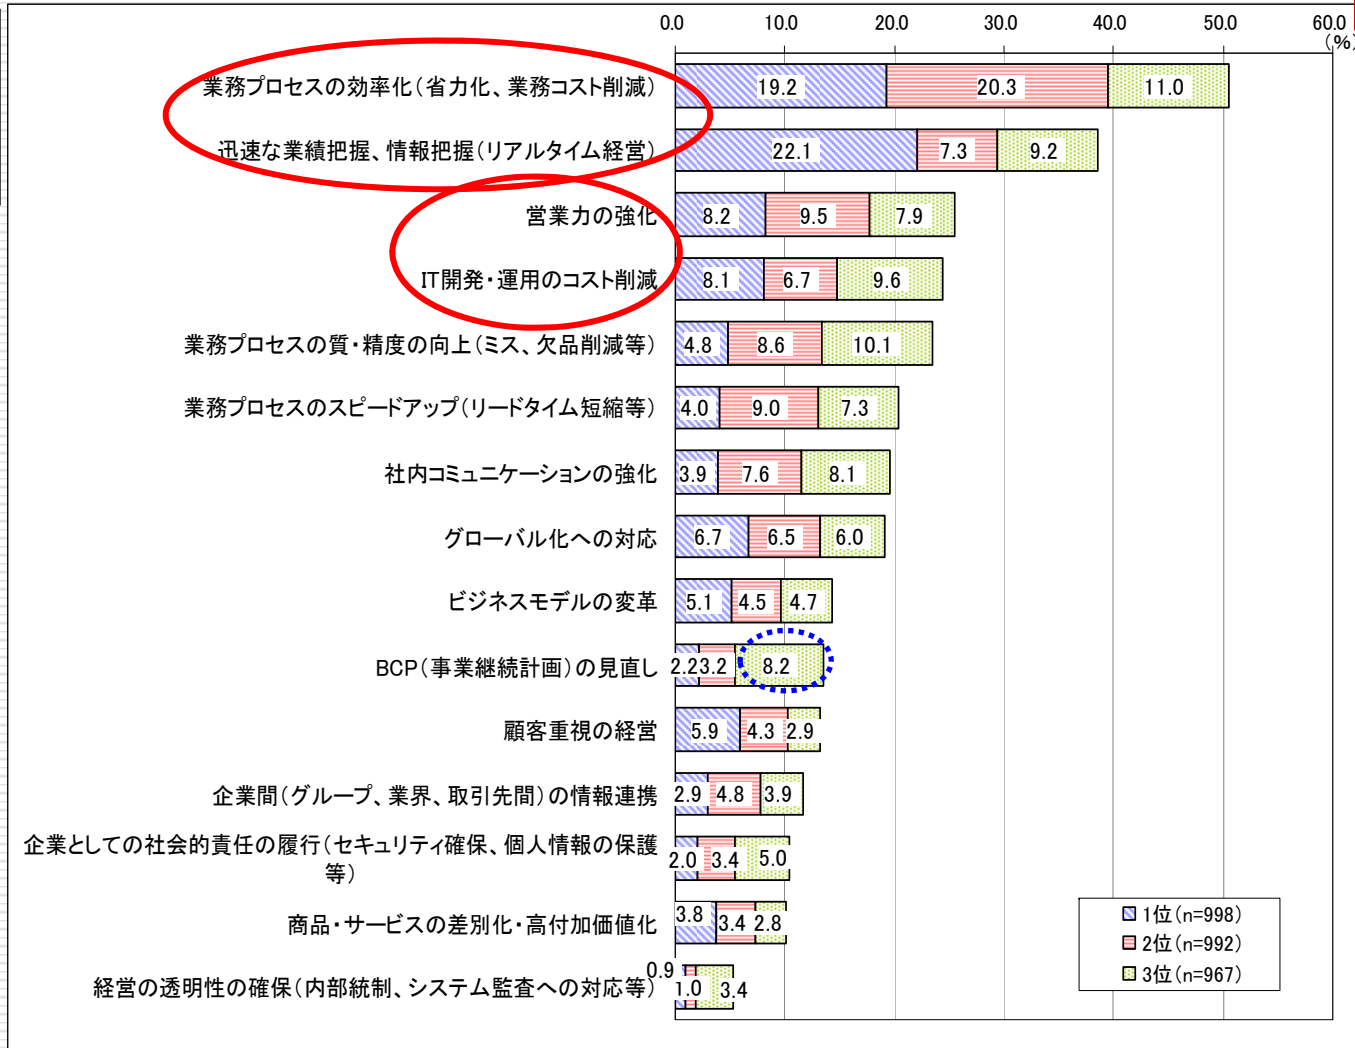 0.0 10.0 20.0 30.0 40.0 50.0 60.0
(%)
業務プロセスの効率化(省力化、業務コスト削減) 19.2 20.3 11.0
迅速な業績把握、情報把握(リアルタイム経営) 22.1 7.3 9.2
営業力の強化 8.2 9.5 7.9
IT開発・運用のコスト削減 8.1 6.7 9.6
業務プロセスの質・精度の向上(ミス、欠品削減等) 4.8 8.6 10.1
業務プロセスのスピードアップ(リードタイム短縮等) 4.0 9.0 7.3
社内コミュニケーションの強化 3.9 7.6 8.1
グローバル化への対応 6.7 6.5 6.0
ビジネスモデルの変革 5.1 4.5 4.7
BCP(事業継続計画)の見直し 2.2 3.2 8.2
顧客重視の経営 5.9 4.3 2.9
企業間(グループ、業界、取引先間)の情報連携 2.9 4.8 3.9
企業としての社会的責任の履行(セキュリティ確保、個人情報の保護
等) 2.0 3.4 5.0
商品・サービスの差別化・高付加価値化 3.8 3.4 2.8
経営の透明性の確保(内部統制、システム監査への対応等) 0.9 1.0 3.4
1位(n=998)
2位(n=992)
3位(n=967)